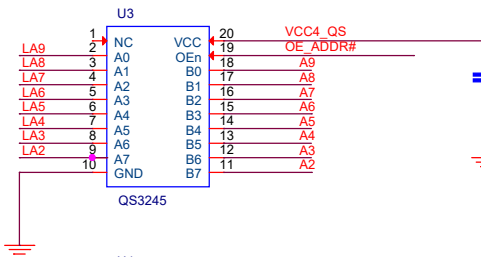 U3
1 NC VCC 20 VCC4_QS
LA9 2 A0 OEn 19 OE_ADDR#
LA8 3 A1 B0 18 A9
LA7 4 A2 B1 17 A8
LA6 5 A3 B2 16 A7
LA5 6 A4 B3 15 A6
LA4 7 A5 B4 14 A5
LA3 8 A6 B5 13 A4
LA2 9 A7 B6 12 A3
10 GND B7 11 A2
QS3245